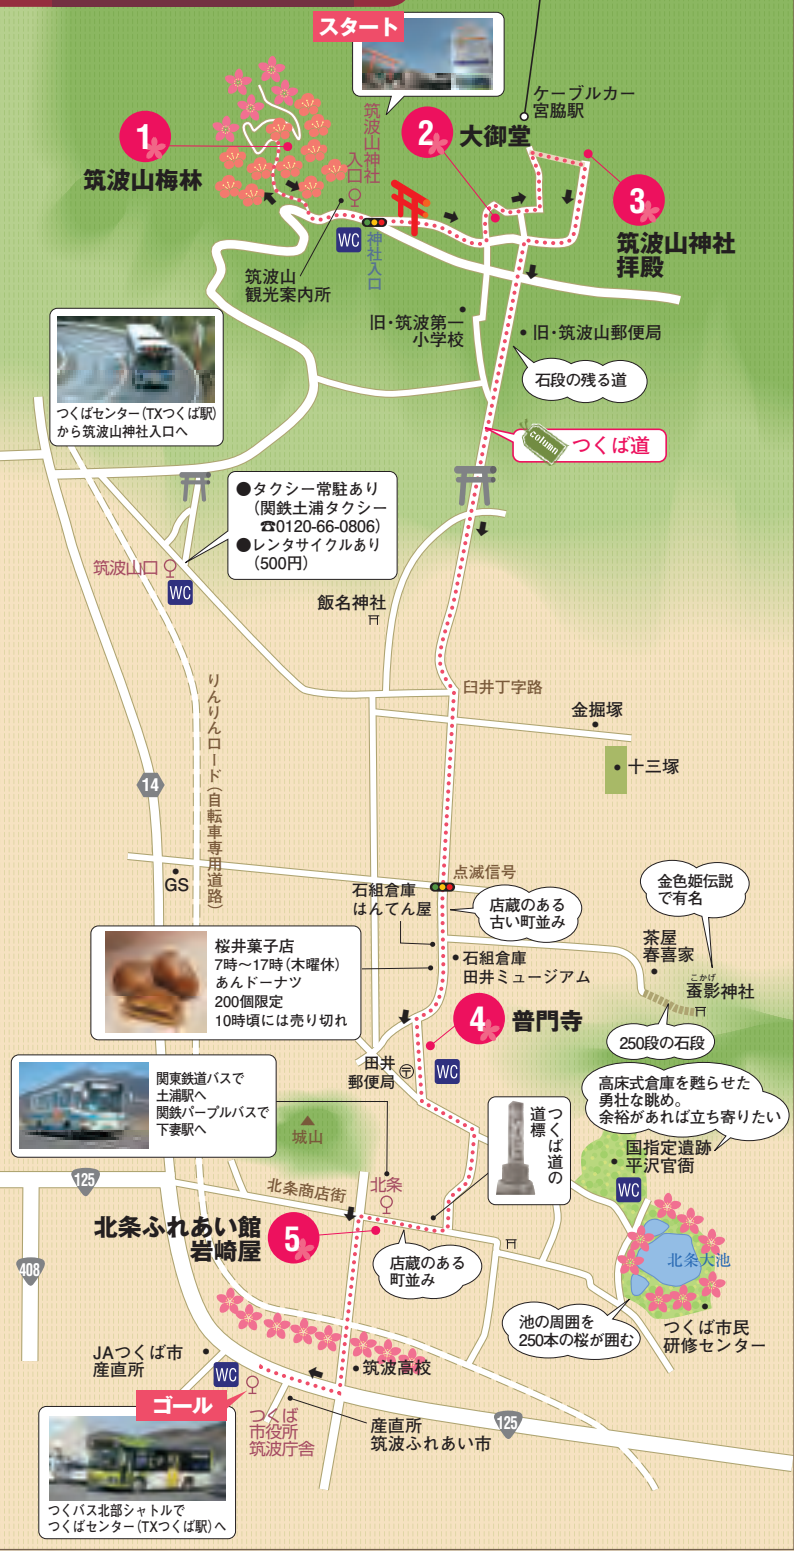 スタート
ケーブルカー
宮脇駅
1
筑波山梅林
筑波山神社
入口
2
大御堂
3
筑波山神社
拝殿
WC
神社入口
筑波山
観光案内所
旧・筑波第一
小学校
旧・筑波山郵便局
石段の残る道
つくばセンター(TXつくば駅)
から筑波山神社入口へ
column
つくば道
●タクシー常駐あり
(関鉄土浦タクシー
☎0120-66-0806)
●レンタサイクルあり
(500円)
筑波山口
WC
飯名神社
臼井丁字路
金掘塚
十三塚
りんりんロード(自転車専用道路)
14
GS
点滅信号
石組倉庫
はんてん屋
店蔵のある
古い町並み
金色姫伝説
で有名
茶屋
春喜家
こかげ
蚕影神社
石組倉庫
田井ミュージアム
桜井菓子店
7時〜17時(木曜休)
あんドーナツ
200個限定
10時頃には売り切れ
4
普門寺
250段の石段
田井
郵便局
〒
WC
高床式倉庫を甦らせた
勇壮な眺め。
余裕があれば立ち寄りたい
関東鉄道バスで
土浦駅へ
関鉄パープルバスで
下妻駅へ
城山
つくば道の
道標
国指定遺跡
平沢官衙
WC
125
北条商店街
北条
北条ふれあい館
岩崎屋
5
店蔵のある
町並み
北条大池
408
池の周囲を
250本の桜が囲む
つくば市民
研修センター
JAつくば市
産直所
WC
筑波高校
ゴール
つくば
市役所
筑波庁舎
産直所
筑波ふれあい市
125
つくバス北部シャトルで
つくばセンター(TXつくば駅)へ